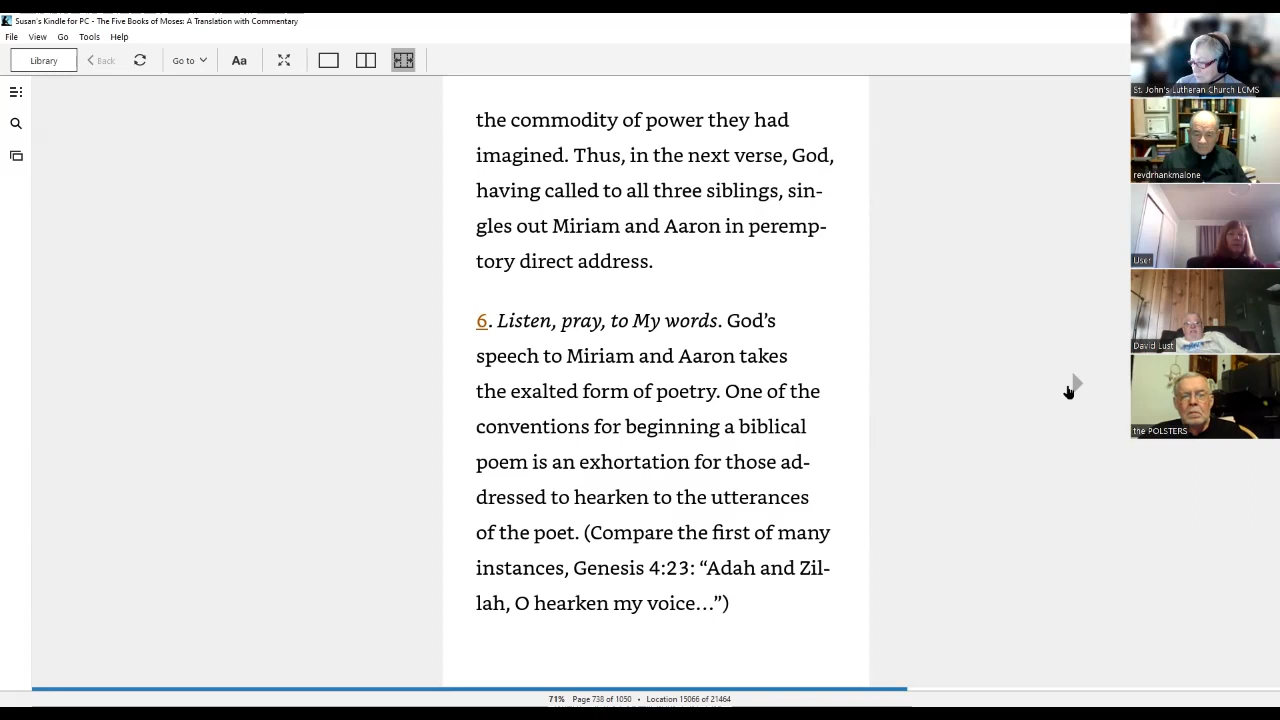 Susan's Kindle for PC - The Five Books of Moses: A Translation with Commentary
File View Go Tools Help
Library Back Go to Aa
the commodity of power they had
imagined. Thus, in the next verse, God,
having called to all three siblings, sin-
gles out Miriam and Aaron in peremp-
tory direct address.
6. Listen, pray, to My words. God's
speech to Miriam and Aaron takes
the exalted form of poetry. One of the
conventions for beginning a biblical
poem is an exhortation for those ad-
dressed to hearken to the utterances
of the poet. (Compare the first of many
instances, Genesis 4:23: “Adah and Zil-
lah, O hearken my voice…”)
71% Page 738 of 1050 • Location 15066 of 21464
St. John's Lutheran Church LCMS
revdrhankmalone
User
David Lust
the POLSTERS